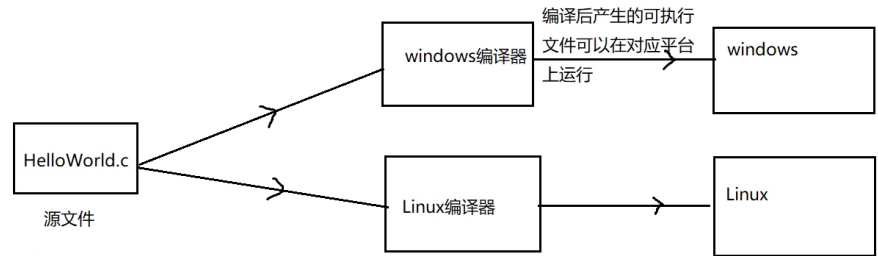 编译后产生的可执行
文件可以在对应平台
上运行
windows编译器
windows
HelloWorld.c
源文件
Linux编译器
Linux